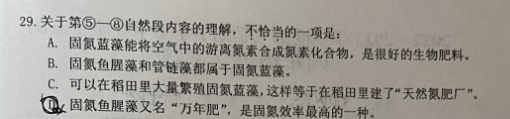 29. 关于第⑤—⑧自然段内容的理解，不恰当的一项是：
A. 固氮蓝藻能将空气中的游离氮素合成氮素化合物，是很好的生物肥料。
B. 固氮鱼腥藻和管链藻都属于固氮蓝藻。
C. 可以在稻田里大量繁殖固氮蓝藻，这样等于在稻田里建了“天然氮肥厂”。
D. 固氮鱼腥藻又名“万年肥”，是固氮效率最高的一种。